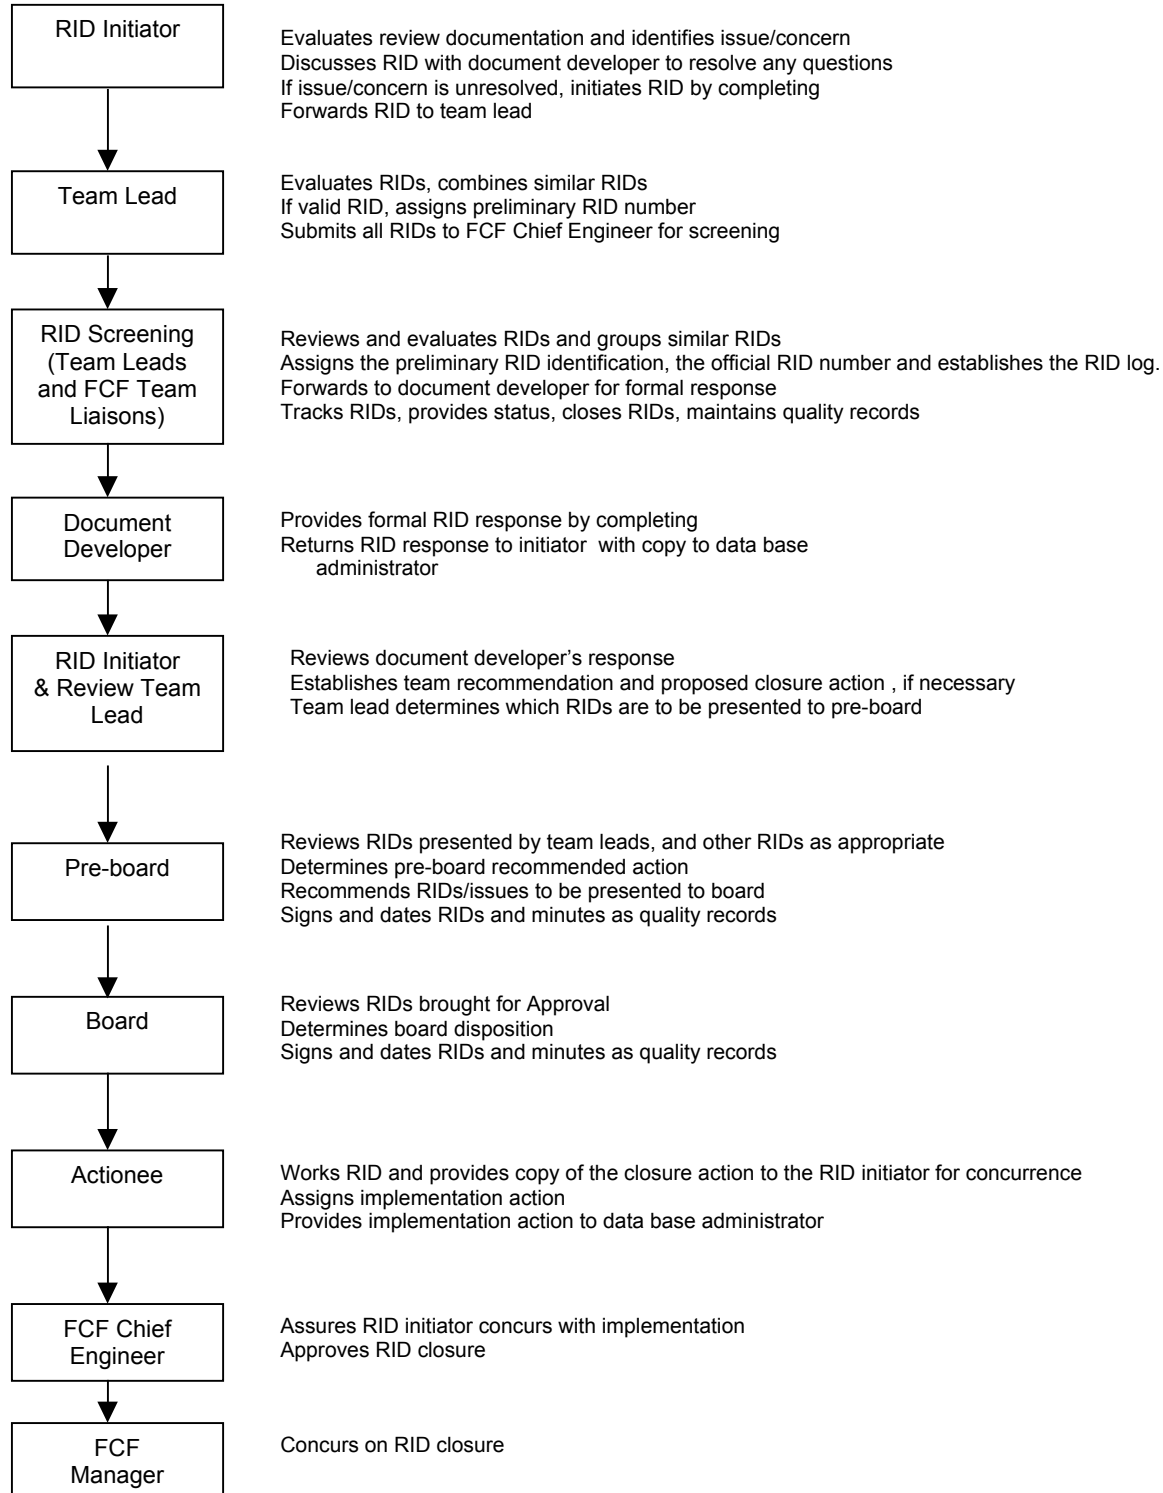 RID Initiator
Evaluates review documentation and identifies issue/concern
Discusses RID with document developer to resolve any questions
If issue/concern is unresolved, initiates RID by completing
Forwards RID to team lead
Team Lead
Evaluates RIDs, combines similar RIDs
If valid RID, assigns preliminary RID number
Submits all RIDs to FCF Chief Engineer for screening
RID Screening
(Team Leads
and FCF Team
Liaisons)
Reviews and evaluates RIDs and groups similar RIDs
Assigns the preliminary RID identification, the official RID number and establishes the RID log.
Forwards to document developer for formal response
Tracks RIDs, provides status, closes RIDs, maintains quality records
Document
Developer
Provides formal RID response by completing
Returns RID response to initiator  with copy to data base
administrator
RID Initiator
& Review Team
Lead
Reviews document developer’s response
Establishes team recommendation and proposed closure action , if necessary
Team lead determines which RIDs are to be presented to pre-board
Pre-board
Reviews RIDs presented by team leads, and other RIDs as appropriate
Determines pre-board recommended action
Recommends RIDs/issues to be presented to board
Signs and dates RIDs and minutes as quality records
Board
Reviews RIDs brought for Approval
Determines board disposition
Signs and dates RIDs and minutes as quality records
Actionee
Works RID and provides copy of the closure action to the RID initiator for concurrence
Assigns implementation action
Provides implementation action to data base administrator
FCF Chief
Engineer
Assures RID initiator concurs with implementation
Approves RID closure
FCF
Manager
Concurs on RID closure